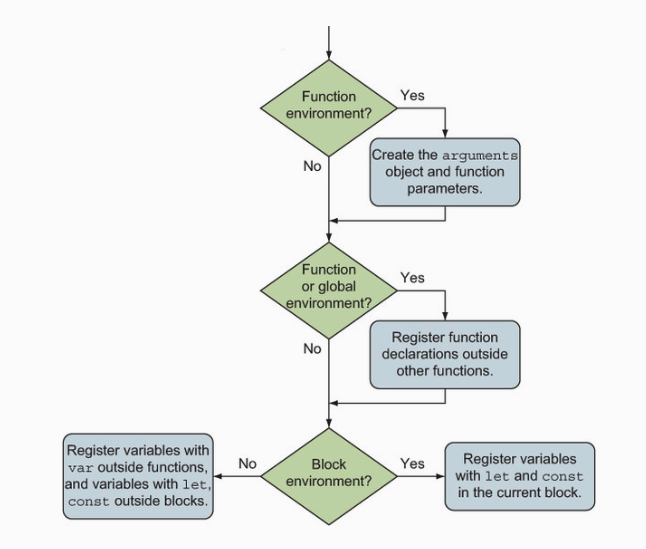 Function
environment?
Yes
No
Create the arguments
object and function
parameters.
Function
or global
environment?
Yes
No
Register function
declarations outside
other functions.
Block
environment?
No
Yes
Register variables with
var outside functions,
and variables with let,
const outside blocks.
Register variables
with let and const
in the current block.